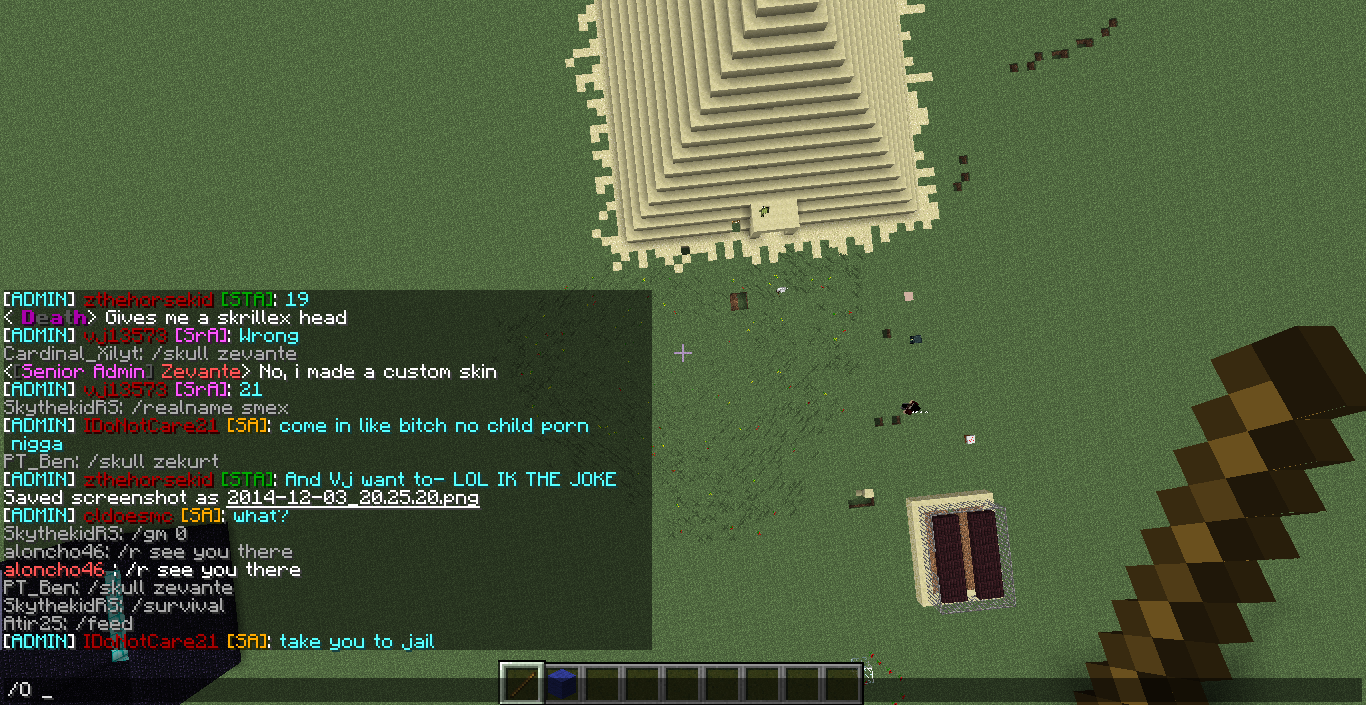 [ADMIN] zthehorsekid [STA]: 19
< Death> Gives me a skrillex head
[ADMIN] vj13573 [SrA]: Wrong
Cardinal_Xilyt: /skull zevante
<[Senior Admin] Zevante> No, i made a custom skin
[ADMIN] vj13573 [SrA]: 21
SkythekidRS: /realname smex
[ADMIN] IDoNotCare21 [SA]: come in like bitch no child porn
nigga
PT_Ben: /skull zekurt
[ADMIN] zthehorsekid [STA]: And Vj want to- LOL IK THE JOKE
Saved screenshot as 2014-12-03_20.25.20.png
[ADMIN] cldoesmc [SA]: what?
SkythekidRS: /gm 0
aloncho46: /r see you there
aloncho46 : /r see you there
PT_Ben: /skull zevante
SkythekidRS: /survival
Atir25: /feed
[ADMIN] IDoNotCare21 [SA]: take you to jail
/O _